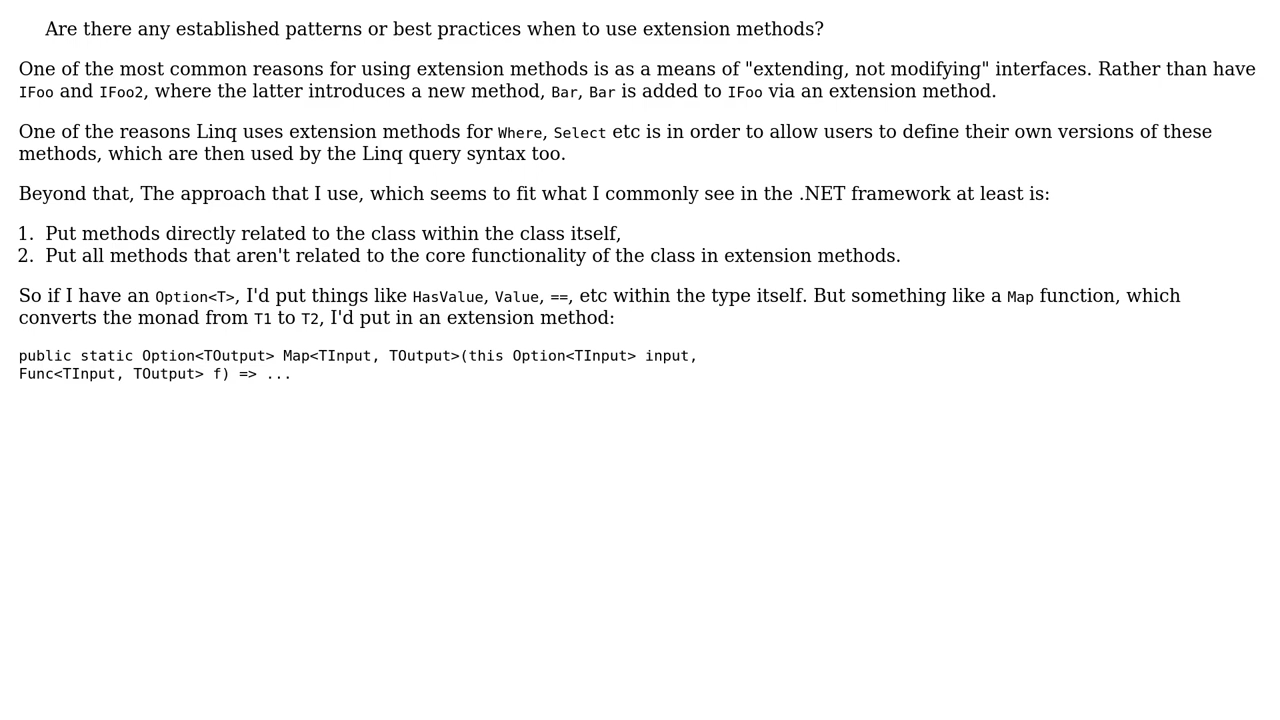 Are there any established patterns or best practices when to use extension methods?
One of the most common reasons for using extension methods is as a means of "extending, not modifying" interfaces. Rather than have
IFoo and IFoo2, where the latter introduces a new method, Bar, Bar is added to IFoo via an extension method.
One of the reasons Linq uses extension methods for Where, Select etc is in order to allow users to define their own versions of these
methods, which are then used by the Linq query syntax too.
Beyond that, The approach that I use, which seems to fit what I commonly see in the .NET framework at least is:
1. Put methods directly related to the class within the class itself,
2. Put all methods that aren't related to the core functionality of the class in extension methods.
So if I have an Option<T>, I'd put things like HasValue, Value, ==, etc within the type itself. But something like a Map function, which
converts the monad from T1 to T2, I'd put in an extension method:
public static Option<TOutput> Map<TInput, TOutput>(this Option<TInput> input,
Func<TInput, TOutput> f) => ...